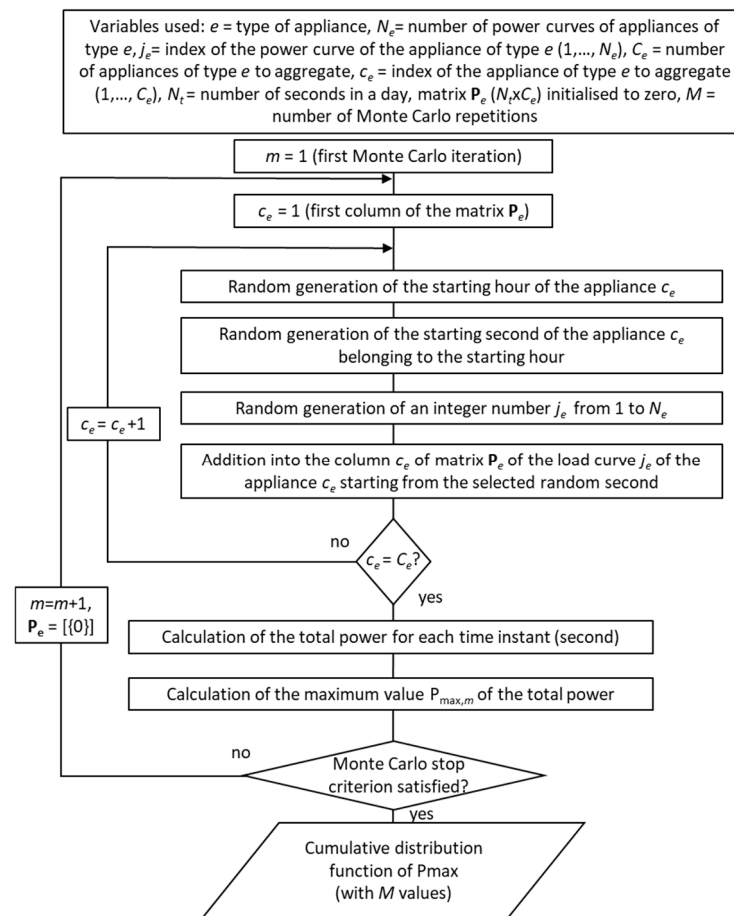 Variables used: e = type of appliance, Nₑ= number of power curves of appliances of
type e, jₑ= index of the power curve of the appliance of type e (1,..., Nₑ), Cₑ = number
of appliances of type e to aggregate, cₑ = index of the appliance of type e to aggregate
(1,..., Cₑ), Nₜ = number of seconds in a day, matrix Pₑ (NₜxCₑ) initialised to zero, M =
number of Monte Carlo repetitions
m = 1 (first Monte Carlo iteration)
cₑ = 1 (first column of the matrix Pₑ)
Random generation of the starting hour of the appliance cₑ
Random generation of the starting second of the appliance cₑ
belonging to the starting hour
Random generation of an integer number jₑ from 1 to Nₑ
cₑ = cₑ+1
Addition into the column cₑ of matrix Pₑ of the load curve jₑ of the
appliance cₑ starting from the selected random second
no
cₑ = Cₑ?
yes
m=m+1,
Pₑ = [{0}]
Calculation of the total power for each time instant (second)
Calculation of the maximum value Pmax,m of the total power
no
Monte Carlo stop
criterion satisfied?
yes
Cumulative distribution
function of Pmax
(with M values)